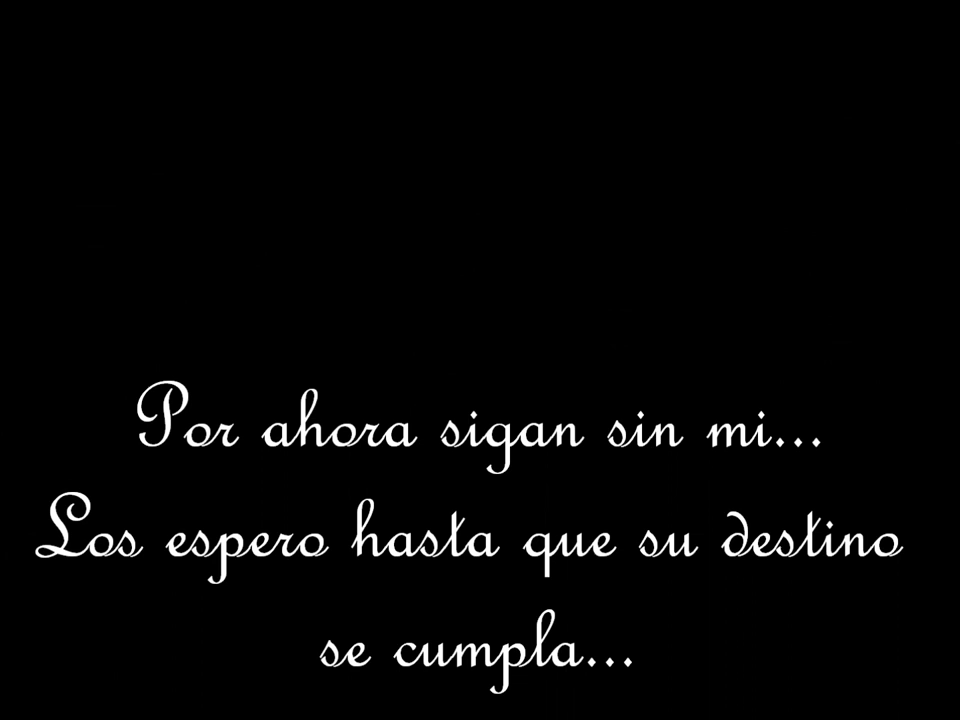 Por ahora sigan sin mi...
Los espero hasta que su destino
se cumpla...